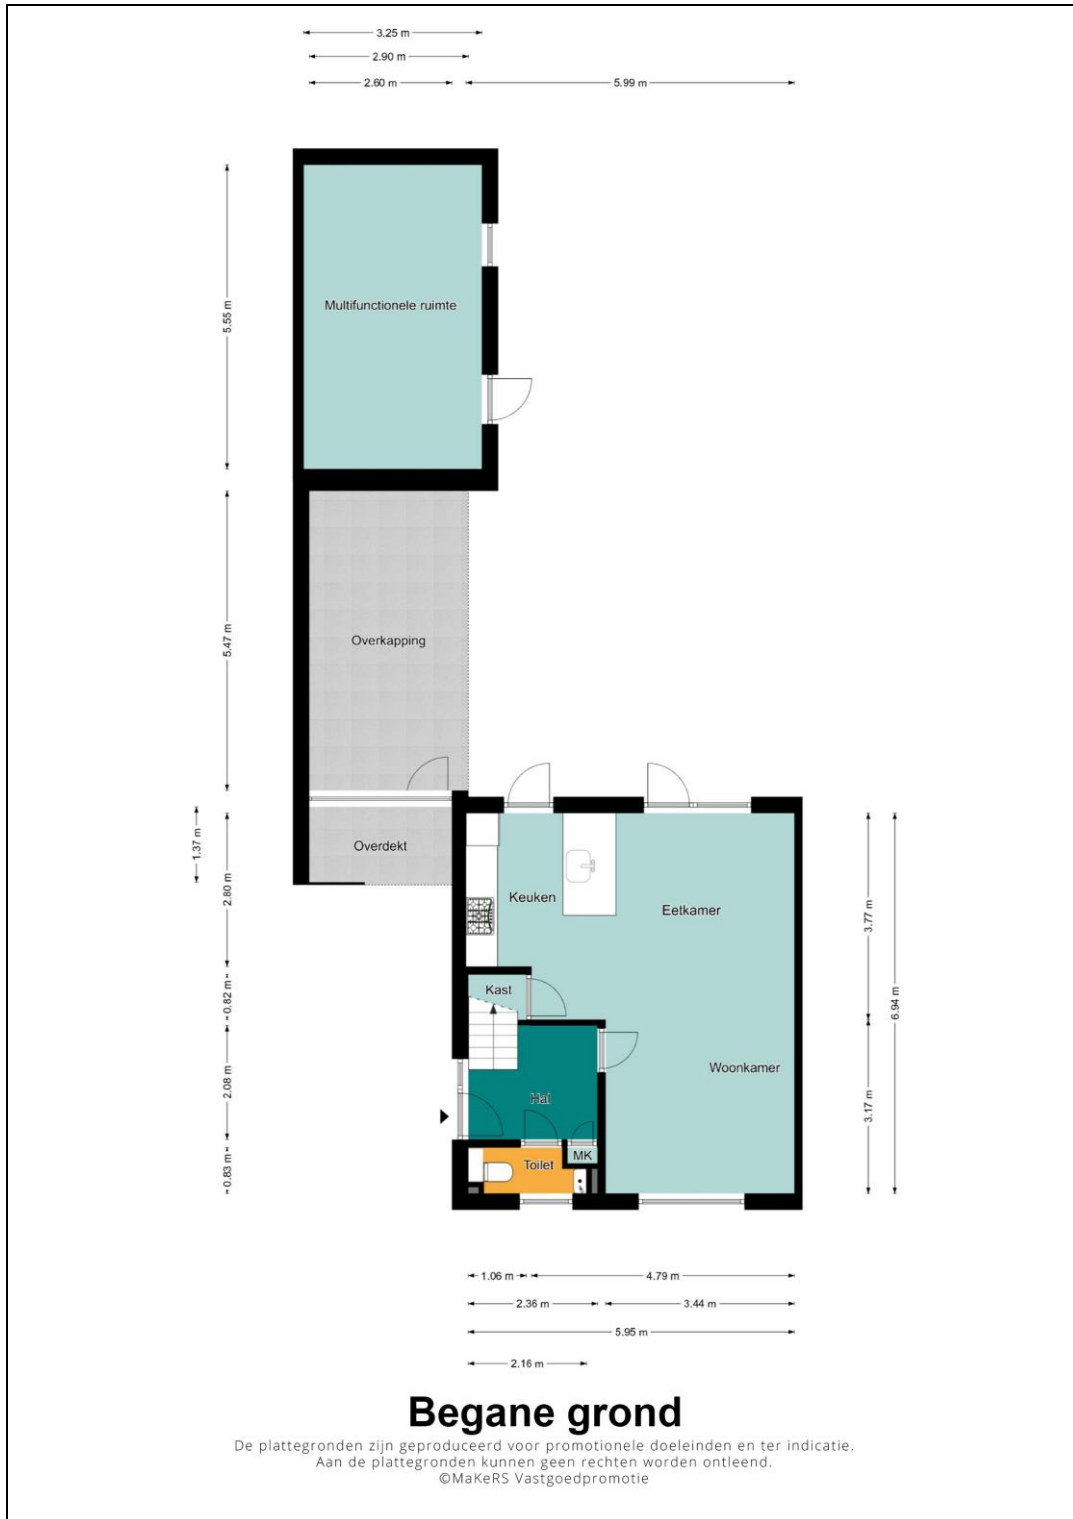 3.25 m
2.90 m
2.60 m
5.99 m
5.55 m
Multifunctionele ruimte
5.47 m
Overkapping
1.37 m
Overdekt
2.80 m
Keuken
Eetkamer
3.77 m
0.82 m
Kast
6.94 m
2.08 m
Woonkamer
Hal
3.17 m
0.83 m
Toilet
MK
1.06 m
4.79 m
2.36 m
3.44 m
5.95 m
2.16 m
Begane grond
De plattegronden zijn geproduceerd voor promotionele doeleinden en ter indicatie.
Aan de plattegronden kunnen geen rechten worden ontleend.
©MaKeRS Vastgoedpromotie